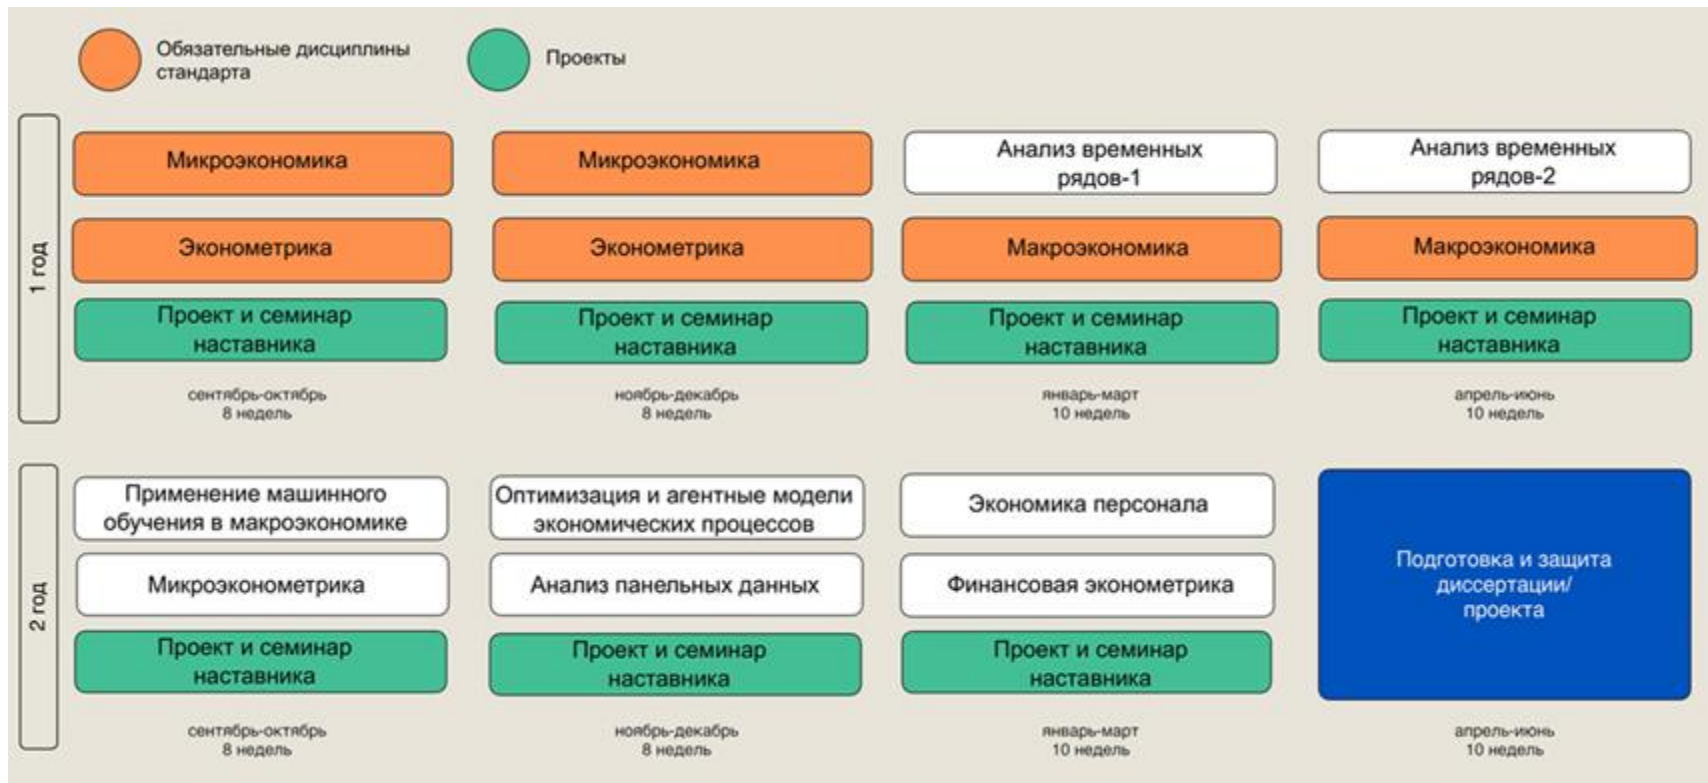 Обязательные дисциплины
стандарта
Проекты
1 год
Микроэкономика
Микроэкономика
Анализ временных
рядов-1
Анализ временных
рядов-2
Эконометрика
Эконометрика
Макроэкономика
Макроэкономика
Проект и семинар
наставника
Проект и семинар
наставника
Проект и семинар
наставника
Проект и семинар
наставника
сентябрь-октябрь
8 недель
ноябрь-декабрь
8 недель
январь-март
10 недель
апрель-июнь
10 недель
2 год
Применение машинного
обучения в макроэкономике
Оптимизация и агентные модели
экономических процессов
Экономика персонала
Подготовка и защита
диссертации/
проекта
Микроэконометрика
Анализ панельных данных
Финансовая эконометрика
Проект и семинар
наставника
Проект и семинар
наставника
Проект и семинар
наставника
сентябрь-октябрь
8 недель
ноябрь-декабрь
8 недель
январь-март
10 недель
апрель-июнь
10 недель